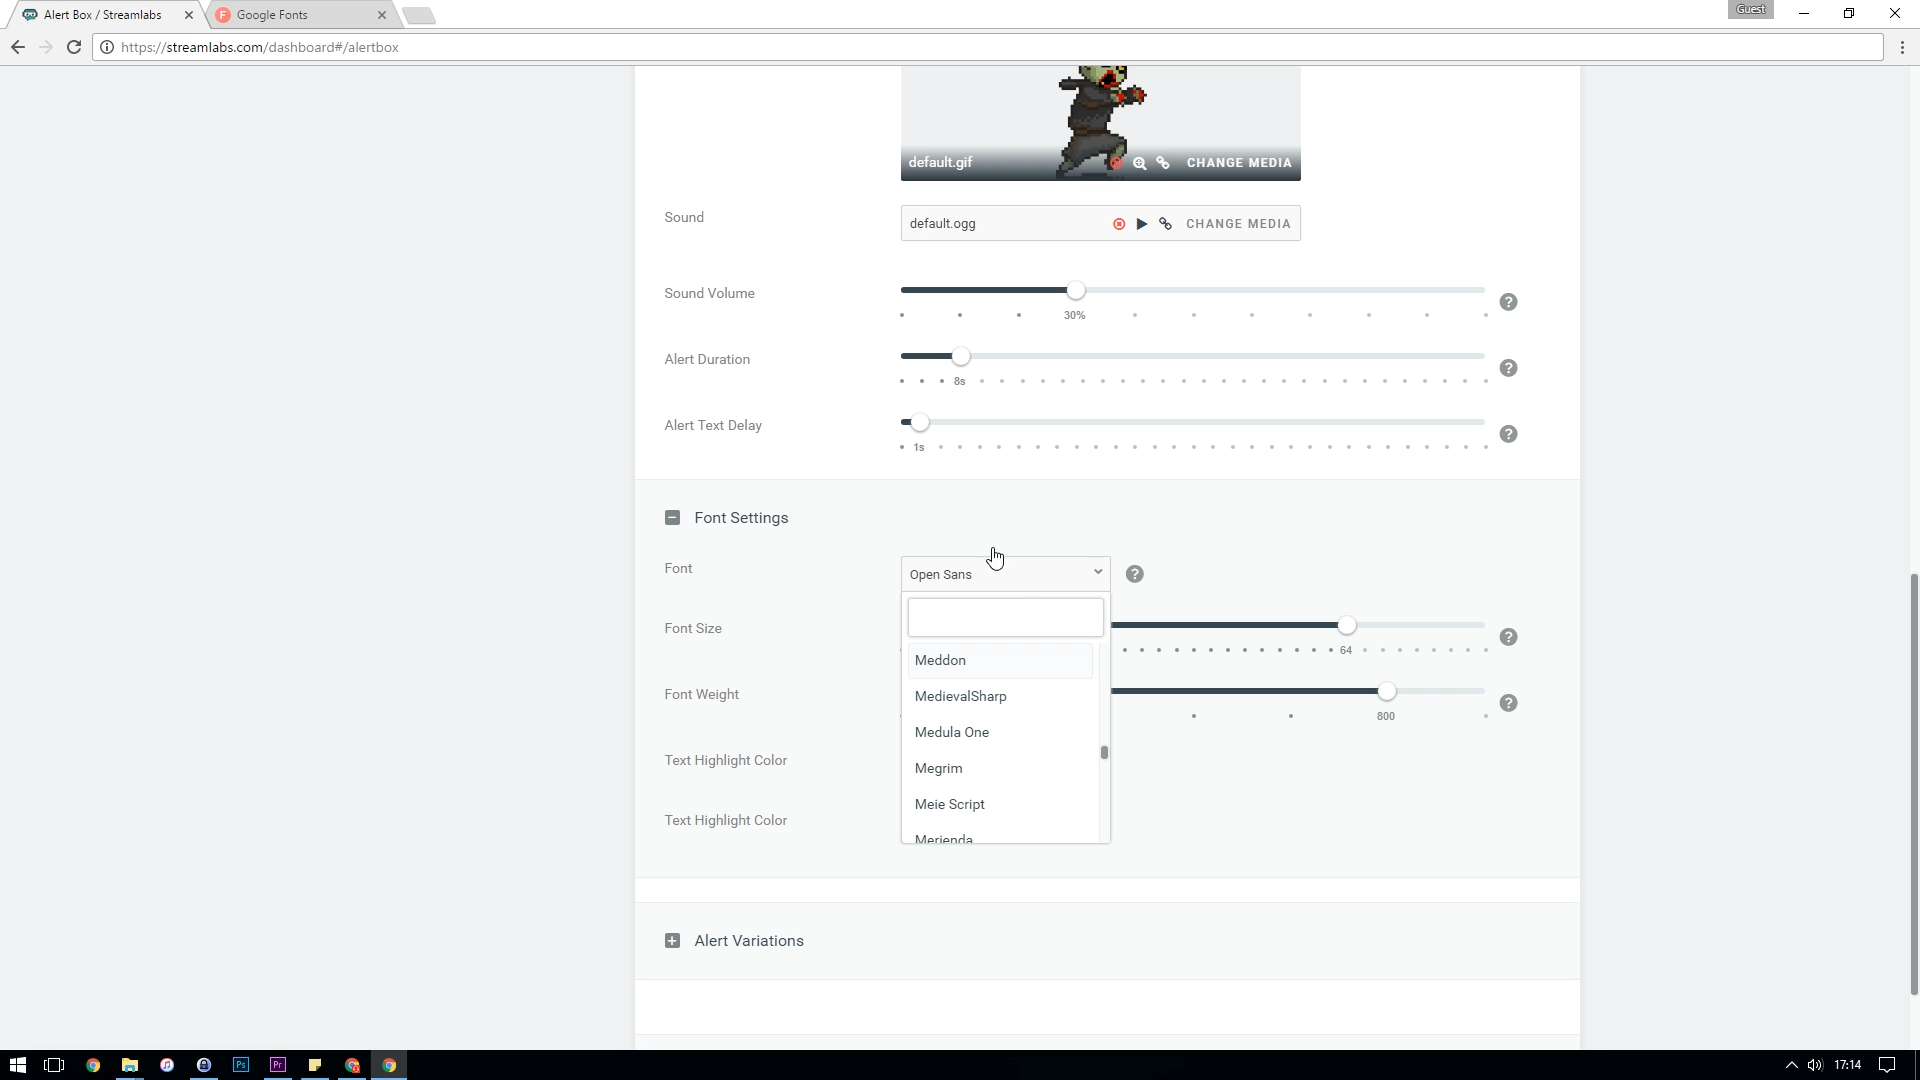 Alert Box / Streamlabs
Google Fonts
Guest
https://streamlabs.com/dashboard#/alertbox
default.gif
CHANGE MEDIA
Sound
default.ogg
CHANGE MEDIA
Sound Volume
30%
Alert Duration
8s
Alert Text Delay
1s
Font Settings
Font
Open Sans
Font Size
64
Meddon
Font Weight
MedievalSharp
800
Medula One
Text Highlight Color
Megrim
Meie Script
Text Highlight Color
Merienda
Alert Variations
Ps
Pr
17:14